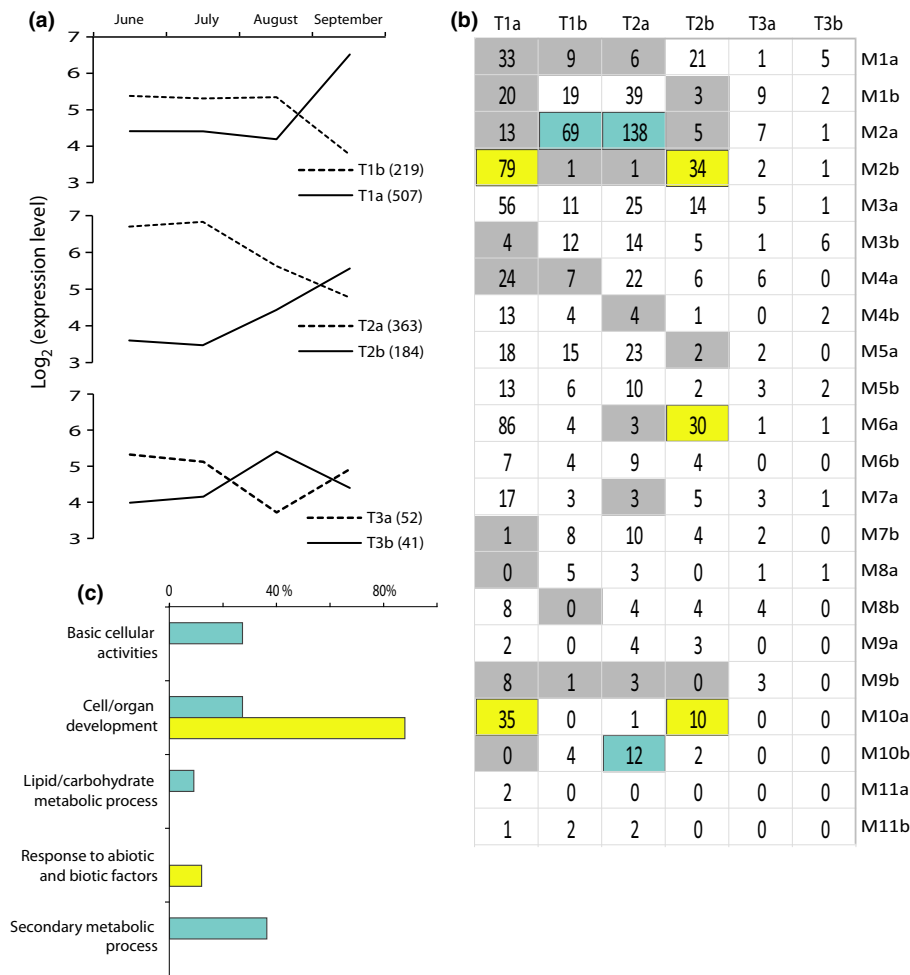 (a)
June July August September
7
6
5
4
3
T1b (219)
T1a (507)
7
6
5
4
3
T2a (363)
T2b (184)
7
6
5
4
3
T3a (52)
T3b (41)
Log2 (expression level)
(b)
T1a T1b T2a T2b T3a T3b
33 9 6 21 1 5 M1a
20 19 39 3 9 2 M1b
13 69 138 5 7 1 M2a
79 1 1 34 2 1 M2b
56 11 25 14 5 1 M3a
4 12 14 5 1 6 M3b
24 7 22 6 6 0 M4a
13 4 4 1 0 2 M4b
18 15 23 2 2 0 M5a
13 6 10 2 3 2 M5b
86 4 3 30 1 1 M6a
7 4 9 4 0 0 M6b
17 3 3 5 3 1 M7a
1 8 10 4 2 0 M7b
0 5 3 0 1 1 M8a
8 0 4 4 4 0 M8b
2 0 4 3 0 0 M9a
8 1 3 0 3 0 M9b
35 0 1 10 0 0 M10a
0 4 12 2 0 0 M10b
2 0 0 0 0 0 M11a
1 2 2 0 0 0 M11b
(c)
0 40 % 80%
Basic cellular
activities
Cell/organ
development
Lipid/carbohydrate
metabolic process
Response to abiotic
and biotic factors
Secondary metabolic
process